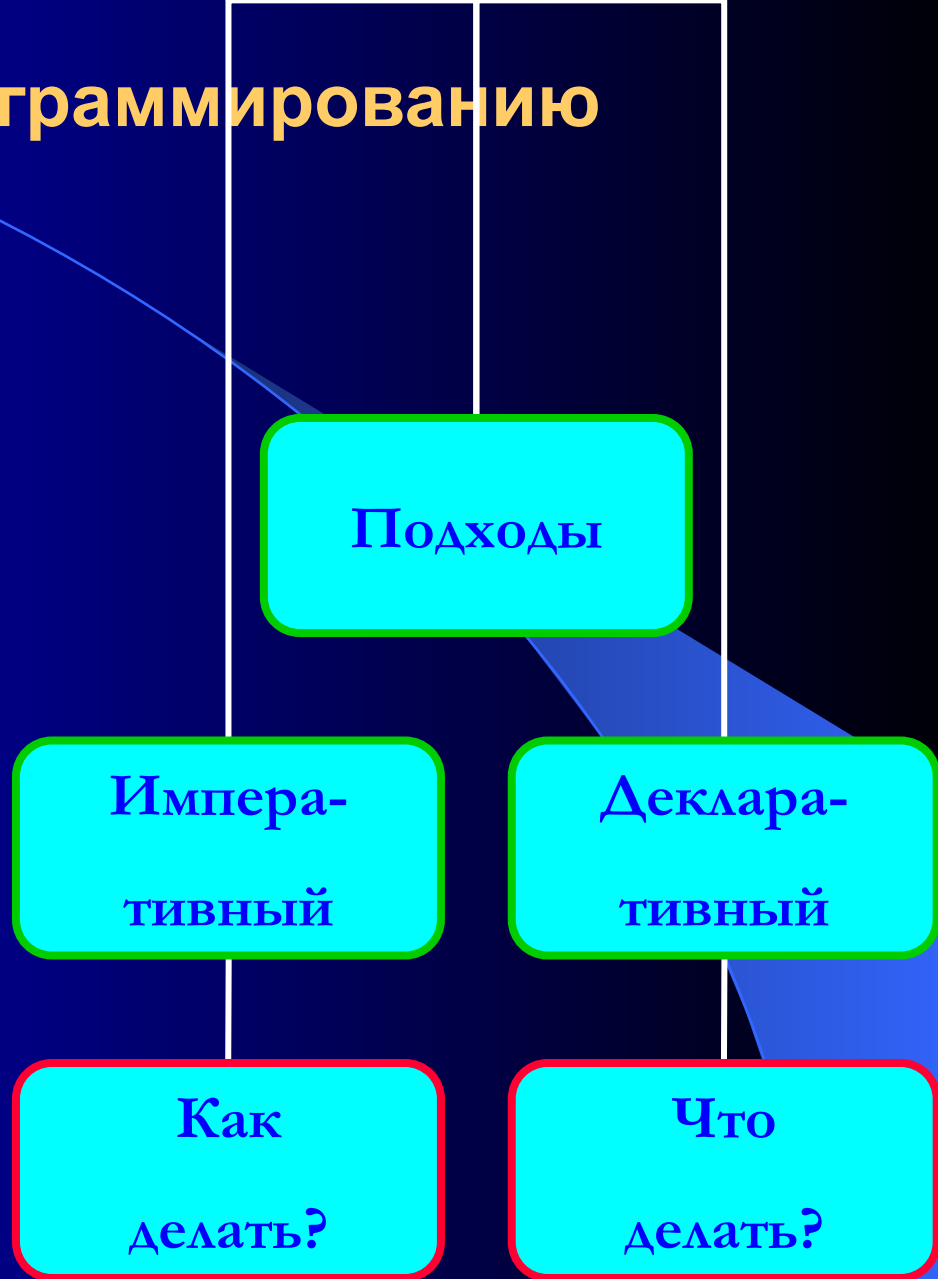 граммированию
Подходы
Импера-
тивный
Деклара-
тивный
Как
делать?
Что
делать?